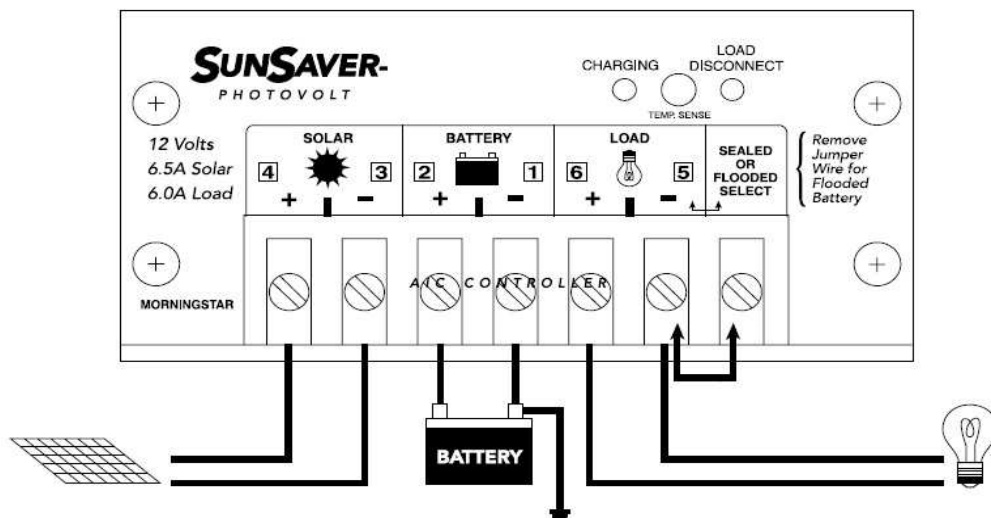 SUNSAVER-
PHOTOVOLT
CHARGING
LOAD
DISCONNECT
TEMP. SENSE
12 Volts
6.5A Solar
6.0A Load
SOLAR
4
3
+ −
BATTERY
2
1
+ −
LOAD
6
5
+ −
SEALED
OR
FLOODED
SELECT
Remove
Jumper
Wire for
Flooded
Battery
AIC CONTROLLER
MORNINGSTAR
BATTERY